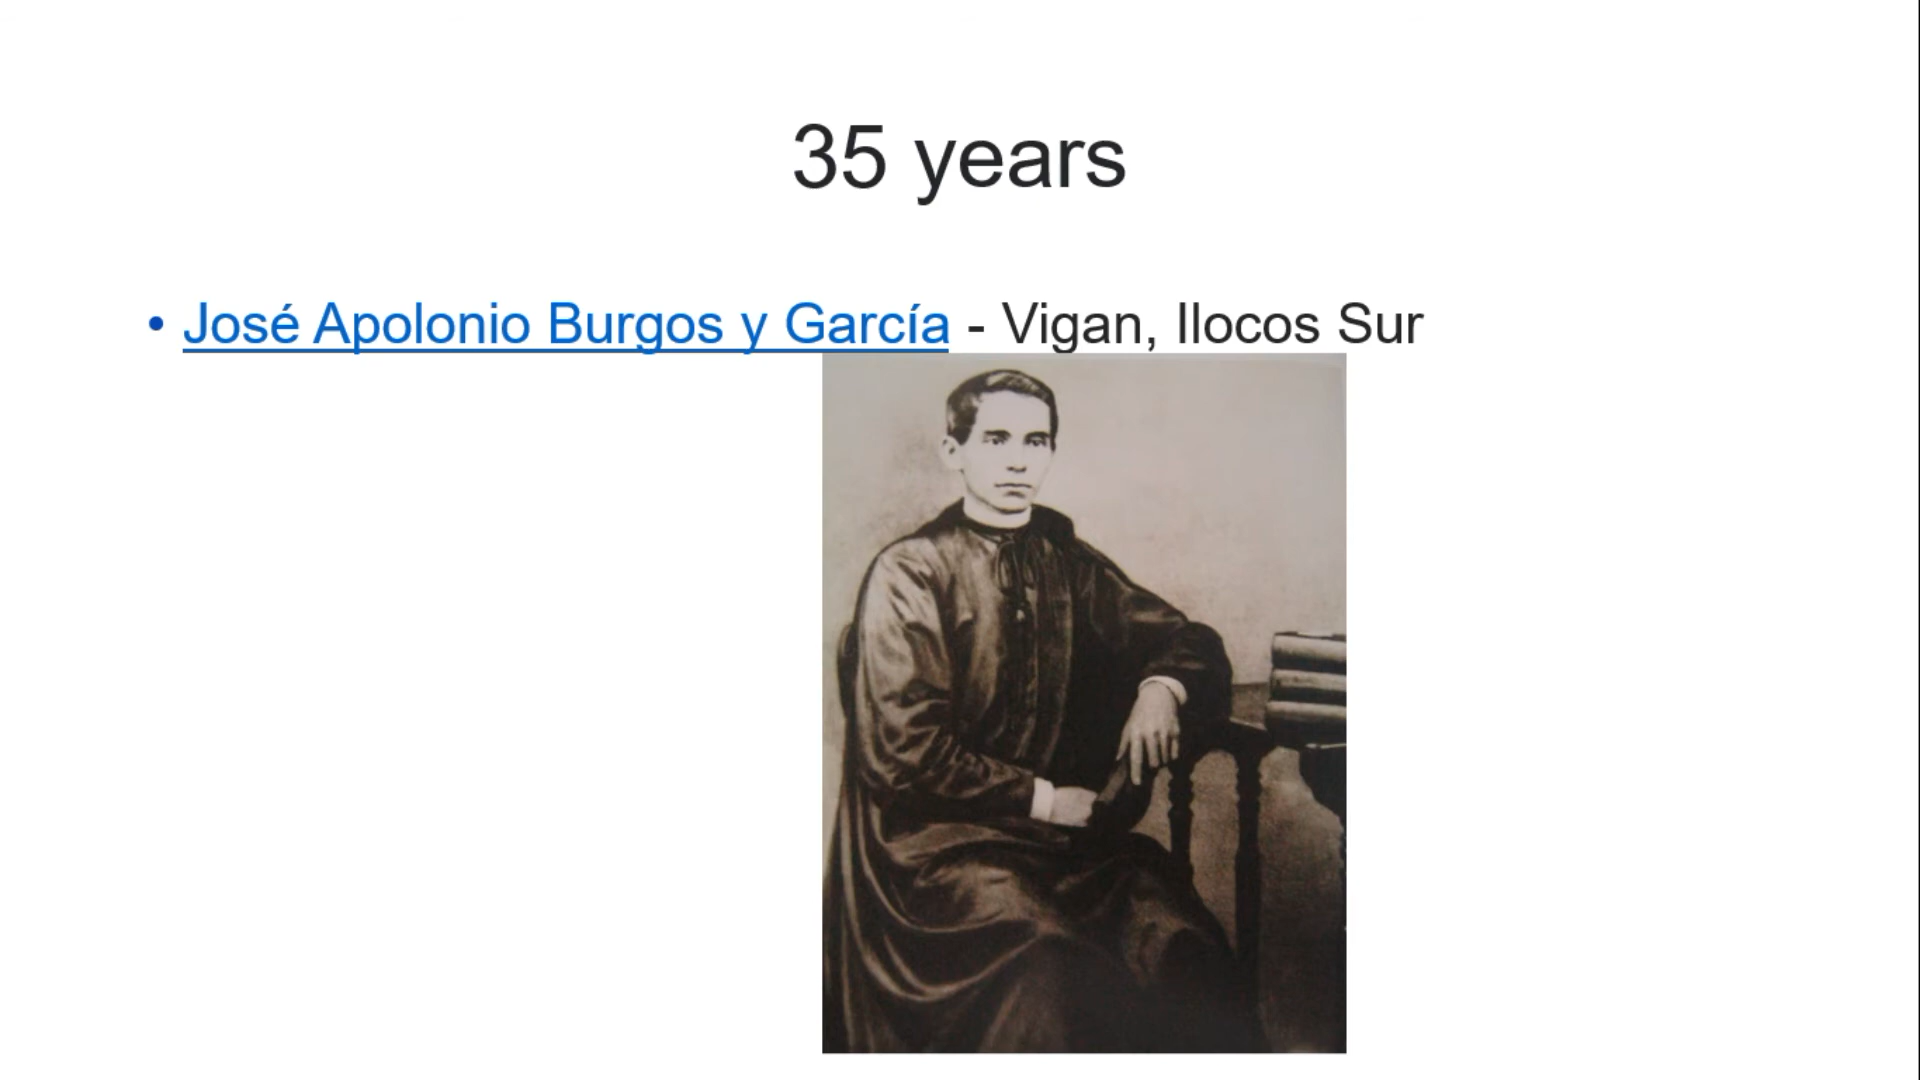 35 years
• José Apolonio Burgos y García - Vigan, Ilocos Sur